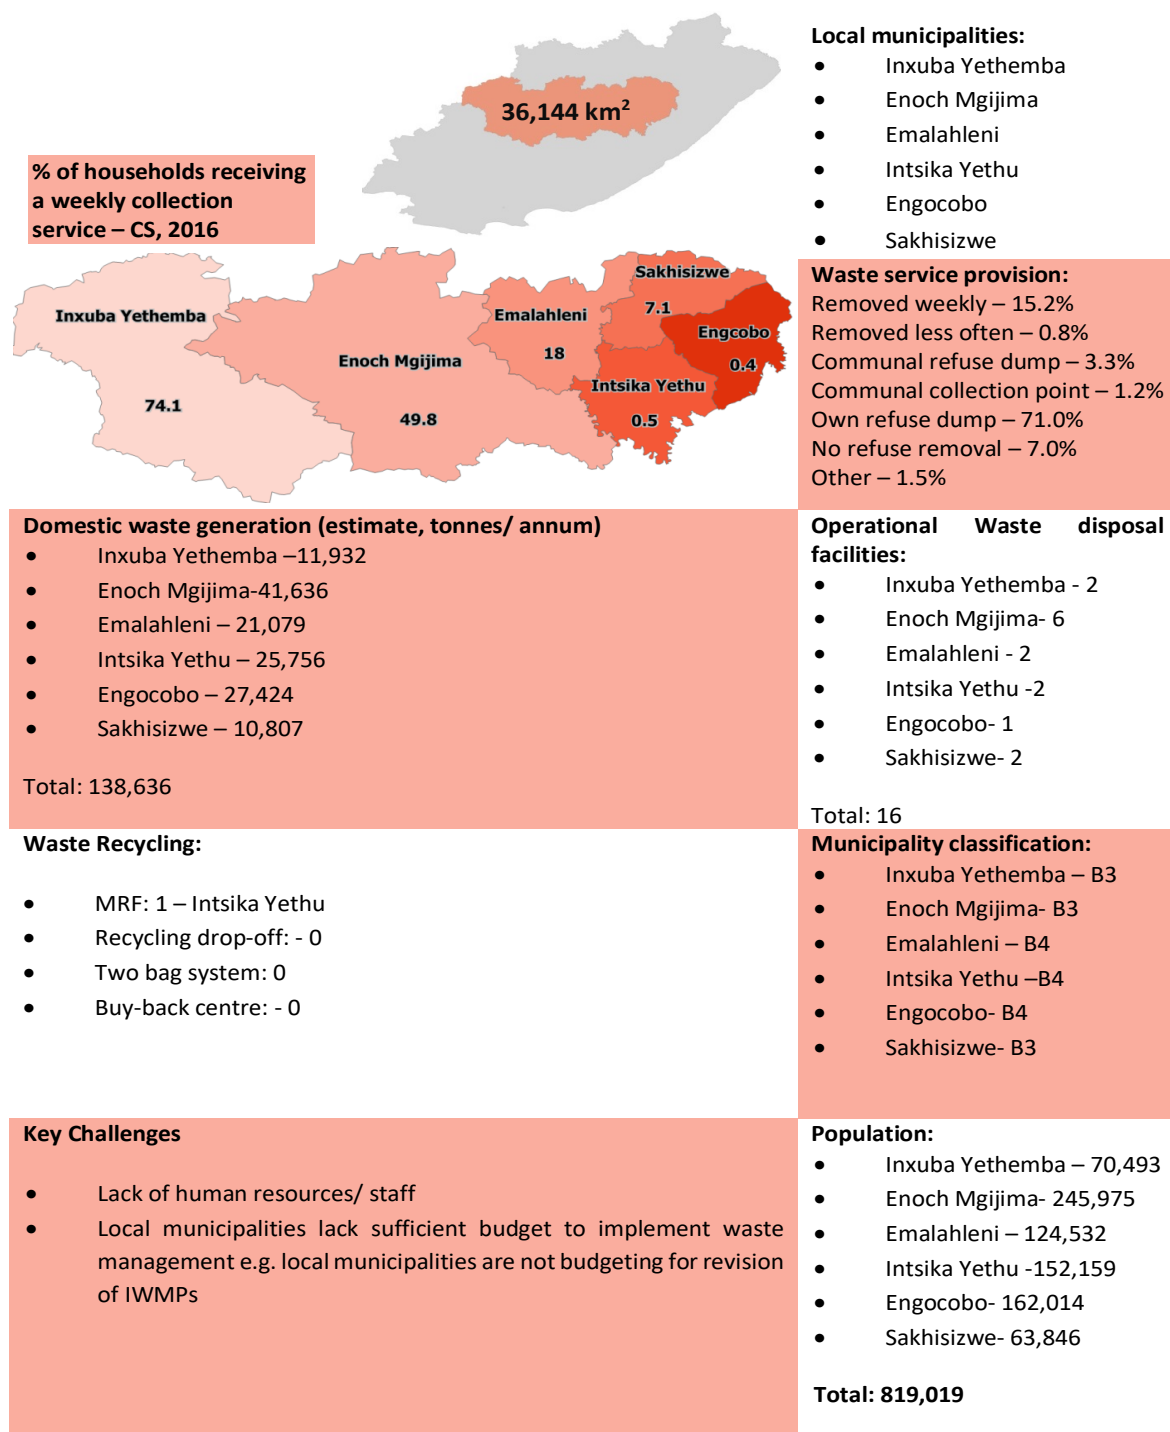 36,144 km²
% of households receiving
a weekly collection
service – CS, 2016
Inxuba Yethemba
74.1
Enoch Mgijima
49.8
Emalahleni
18
Sakhisizwe
7.1
Engcobo
0.4
Intsika Yethu
0.5
Local municipalities:
• Inxuba Yethemba
• Enoch Mgijima
• Emalahleni
• Intsika Yethu
• Engocobo
• Sakhisizwe
Waste service provision:
Removed weekly – 15.2%
Removed less often – 0.8%
Communal refuse dump – 3.3%
Communal collection point – 1.2%
Own refuse dump – 71.0%
No refuse removal – 7.0%
Other – 1.5%
Domestic waste generation (estimate, tonnes/ annum)
• Inxuba Yethemba –11,932
• Enoch Mgijima-41,636
• Emalahleni – 21,079
• Intsika Yethu – 25,756
• Engocobo – 27,424
• Sakhisizwe – 10,807
Total: 138,636
Operational Waste disposal
facilities:
• Inxuba Yethemba - 2
• Enoch Mgijima- 6
• Emalahleni - 2
• Intsika Yethu -2
• Engocobo- 1
• Sakhisizwe- 2
Total: 16
Waste Recycling:
• MRF: 1 – Intsika Yethu
• Recycling drop-off: - 0
• Two bag system: 0
• Buy-back centre: - 0
Municipality classification:
• Inxuba Yethemba – B3
• Enoch Mgijima- B3
• Emalahleni – B4
• Intsika Yethu –B4
• Engocobo- B4
• Sakhisizwe- B3
Key Challenges
• Lack of human resources/ staff
• Local municipalities lack sufficient budget to implement waste
management e.g. local municipalities are not budgeting for revision
of IWMPs
Population:
• Inxuba Yethemba – 70,493
• Enoch Mgijima- 245,975
• Emalahleni – 124,532
• Intsika Yethu -152,159
• Engocobo- 162,014
• Sakhisizwe- 63,846
Total: 819,019